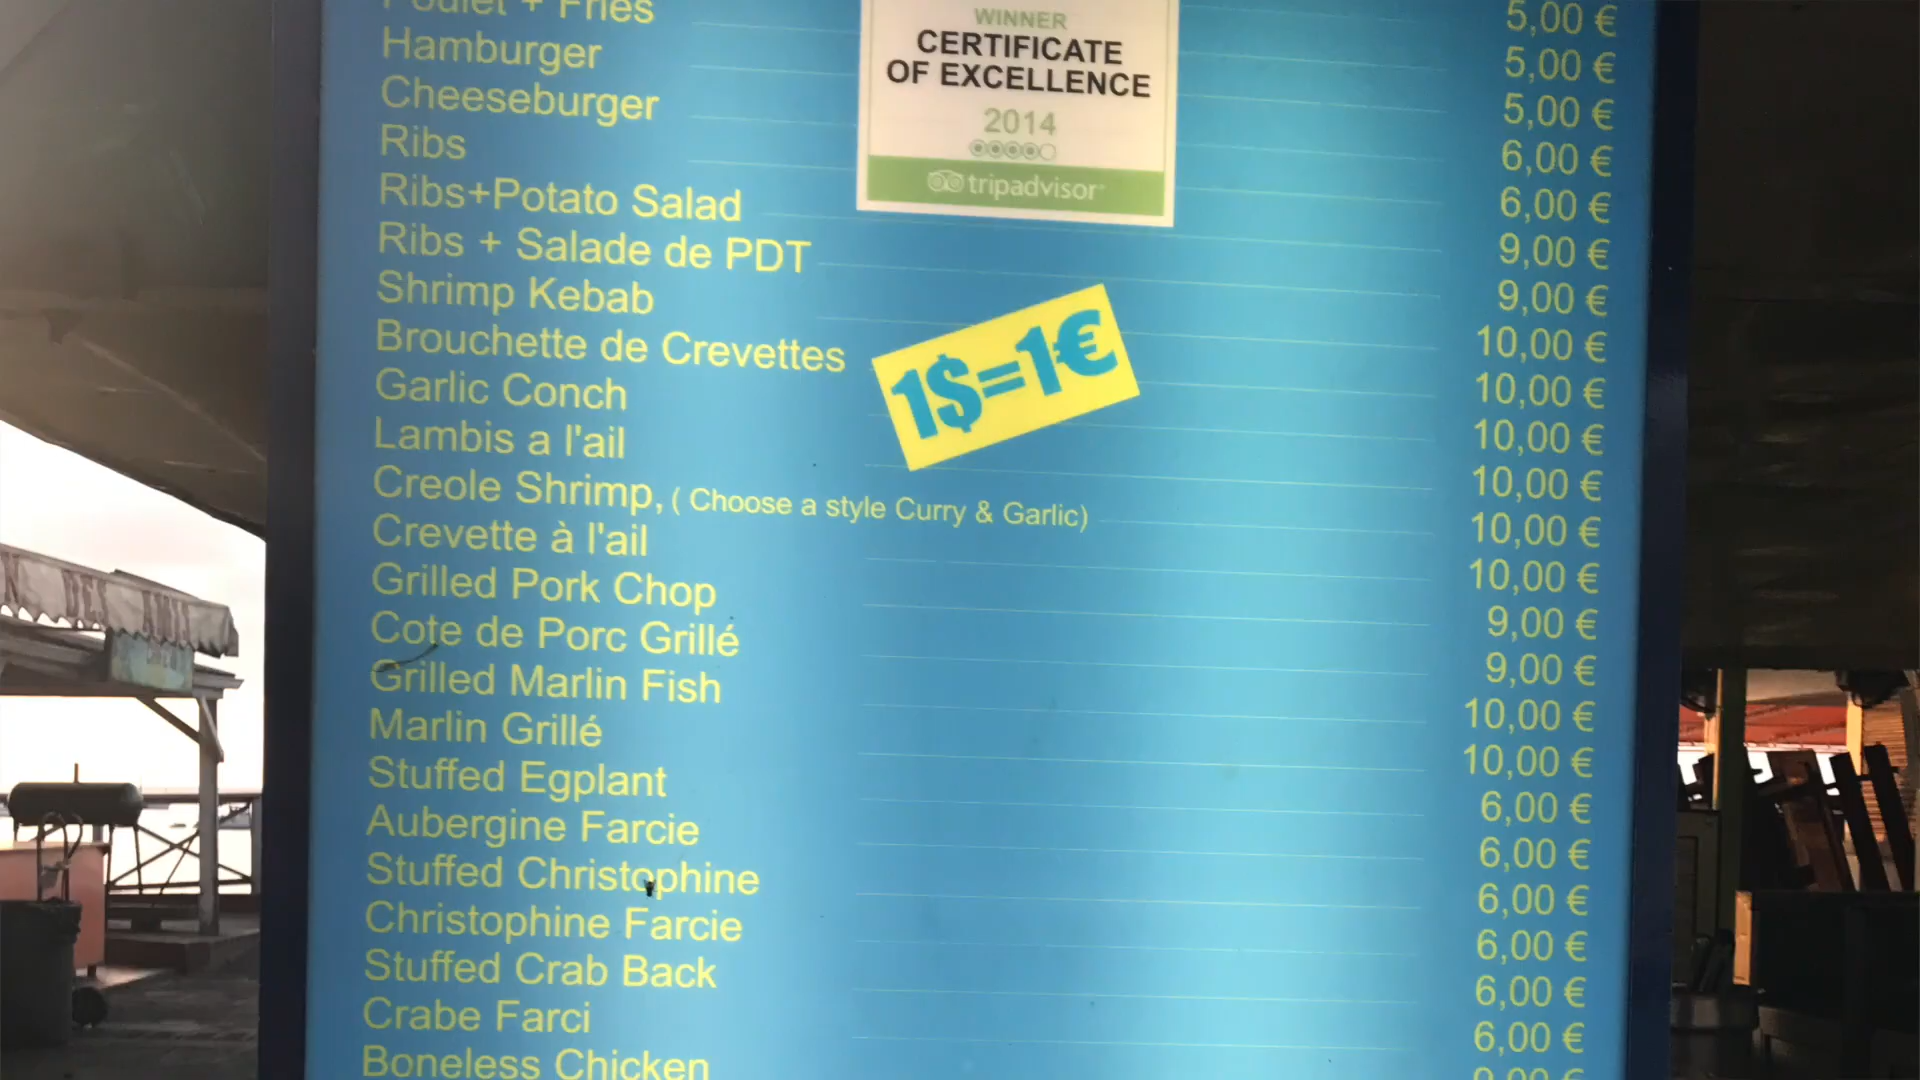 5,00 €
Poulet + Fries 5,00 €
Hamburger 5,00 €
Cheeseburger 6,00 €
Ribs 6,00 €
Ribs+Potato Salad 9,00 €
Ribs + Salade de PDT 9,00 €
Shrimp Kebab 10,00 €
Brouchette de Crevettes 10,00 €
Garlic Conch 10,00 €
Lambis a l'ail 10,00 €
Creole Shrimp, ( Choose a style Curry & Garlic) 10,00 €
Crevette à l'ail 10,00 €
Grilled Pork Chop 9,00 €
Cote de Porc Grillé 9,00 €
Grilled Marlin Fish 10,00 €
Marlin Grillé 10,00 €
Stuffed Egplant 6,00 €
Aubergine Farcie 6,00 €
Stuffed Christophine 6,00 €
Christophine Farcie 6,00 €
Stuffed Crab Back 6,00 €
Crabe Farci 6,00 €
Boneless Chicken 9,00 €
WINNER
CERTIFICATE
OF EXCELLENCE
2014
tripadvisor
1$=1€